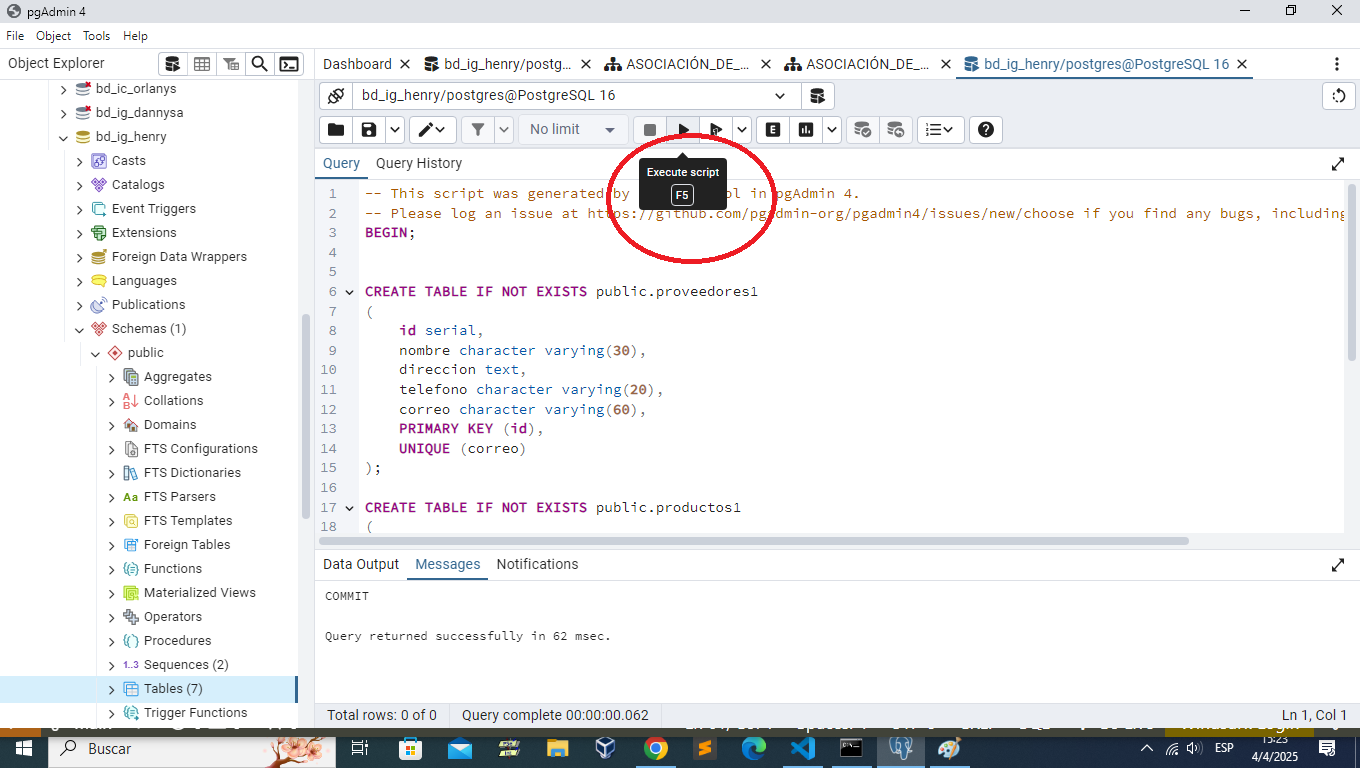 pgAdmin 4
File Object Tools Help
Object Explorer
Dashboard bd_ig_henry/postg... ASOCIACIÓN_DE_... ASOCIACIÓN_DE_... bd_ig_henry/postgres@PostgreSQL 16
bd_ic_orlanys
bd_ig_dannysa
bd_ig_henry
Casts
Catalogs
Event Triggers
Extensions
Foreign Data Wrappers
Languages
Publications
Schemas (1)
public
Aggregates
Collations
Domains
FTS Configurations
FTS Dictionaries
Aa FTS Parsers
FTS Templates
Foreign Tables
Functions
Materialized Views
Operators
Procedures
1..3 Sequences (2)
Tables (7)
Trigger Functions
bd_ig_henry/postgres@PostgreSQL 16
No limit
E
Query Query History
Execute script
F5
1 -- This script was generated by in pgAdmin 4.
2 -- Please log an issue at https://github.com/pgadmin-org/pgadmin4/issues/new/choose if you find any bugs, including
3 BEGIN;
4
5
6 CREATE TABLE IF NOT EXISTS public.proveedores1
7 (
8 id serial,
9 nombre character varying(30),
10 direccion text,
11 telefono character varying(20),
12 correo character varying(60),
13 PRIMARY KEY (id),
14 UNIQUE (correo)
15 );
16
17 CREATE TABLE IF NOT EXISTS public.productos1
18 (
Data Output Messages Notifications
COMMIT
Query returned successfully in 62 msec.
Total rows: 0 of 0 Query complete 00:00:00.062 Ln 1, Col 1
Buscar
ESP
15:23
4/4/2025